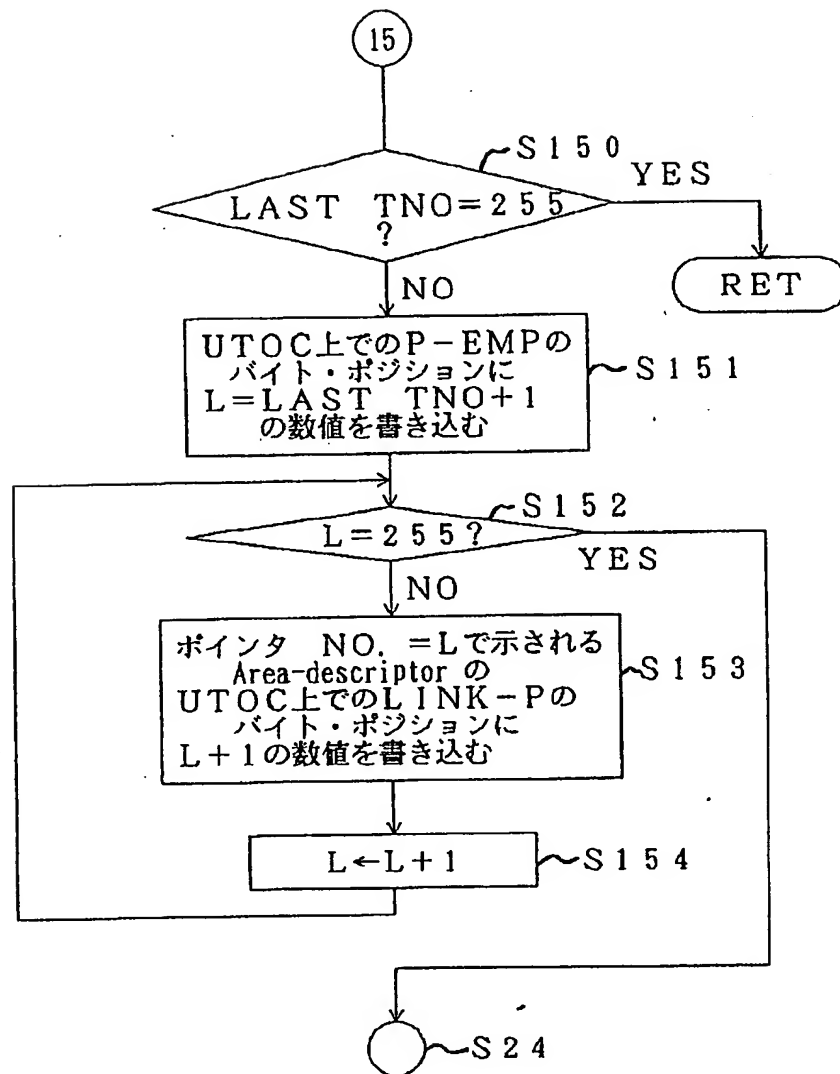 15
S150
YES
LAST TNO=255
?
RET
NO
UTOC上でのP-EMPの
バイト・ポジションに
L=LAST TNO+1
の数値を書き込む
S151
S152
L=255?
YES
NO
ポインタ NO.=Lで示される
Area-descriptor の
UTOC上でのLINK-Pの
バイト・ポジションに
L+1の数値を書き込む
S153
L←L+1
S154
S24